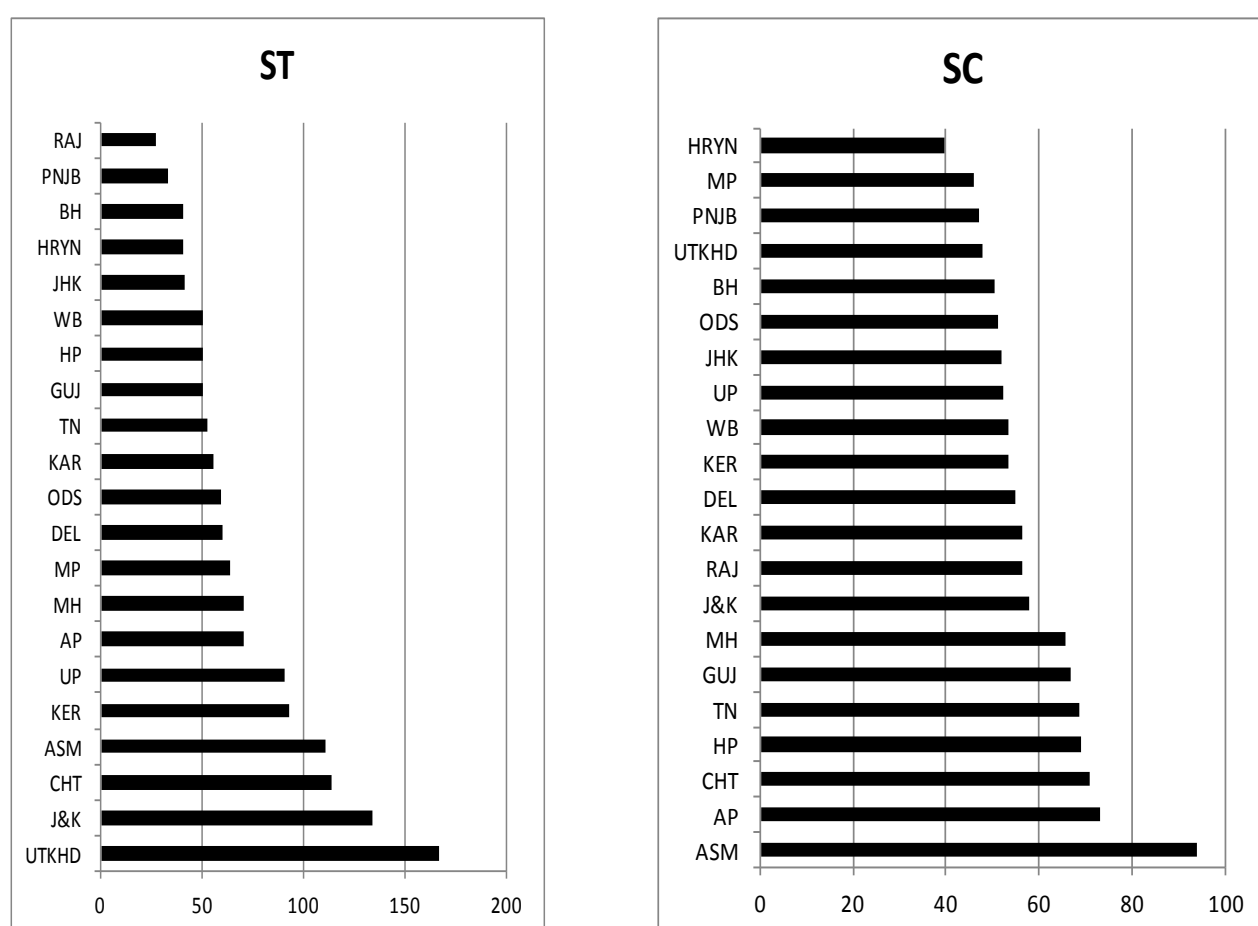 ST
RAJ
PNJB
BH
HRYN
JHK
WB
HP
GUJ
TN
KAR
ODS
DEL
MP
MH
AP
UP
KER
ASM
CHT
J&K
UTKHD
0 50 100 150 200
SC
HRYN
MP
PNJB
UTKHD
BH
ODS
JHK
UP
WB
KER
DEL
KAR
RAJ
J&K
MH
GUJ
TN
HP
CHT
AP
ASM
0 20 40 60 80 100